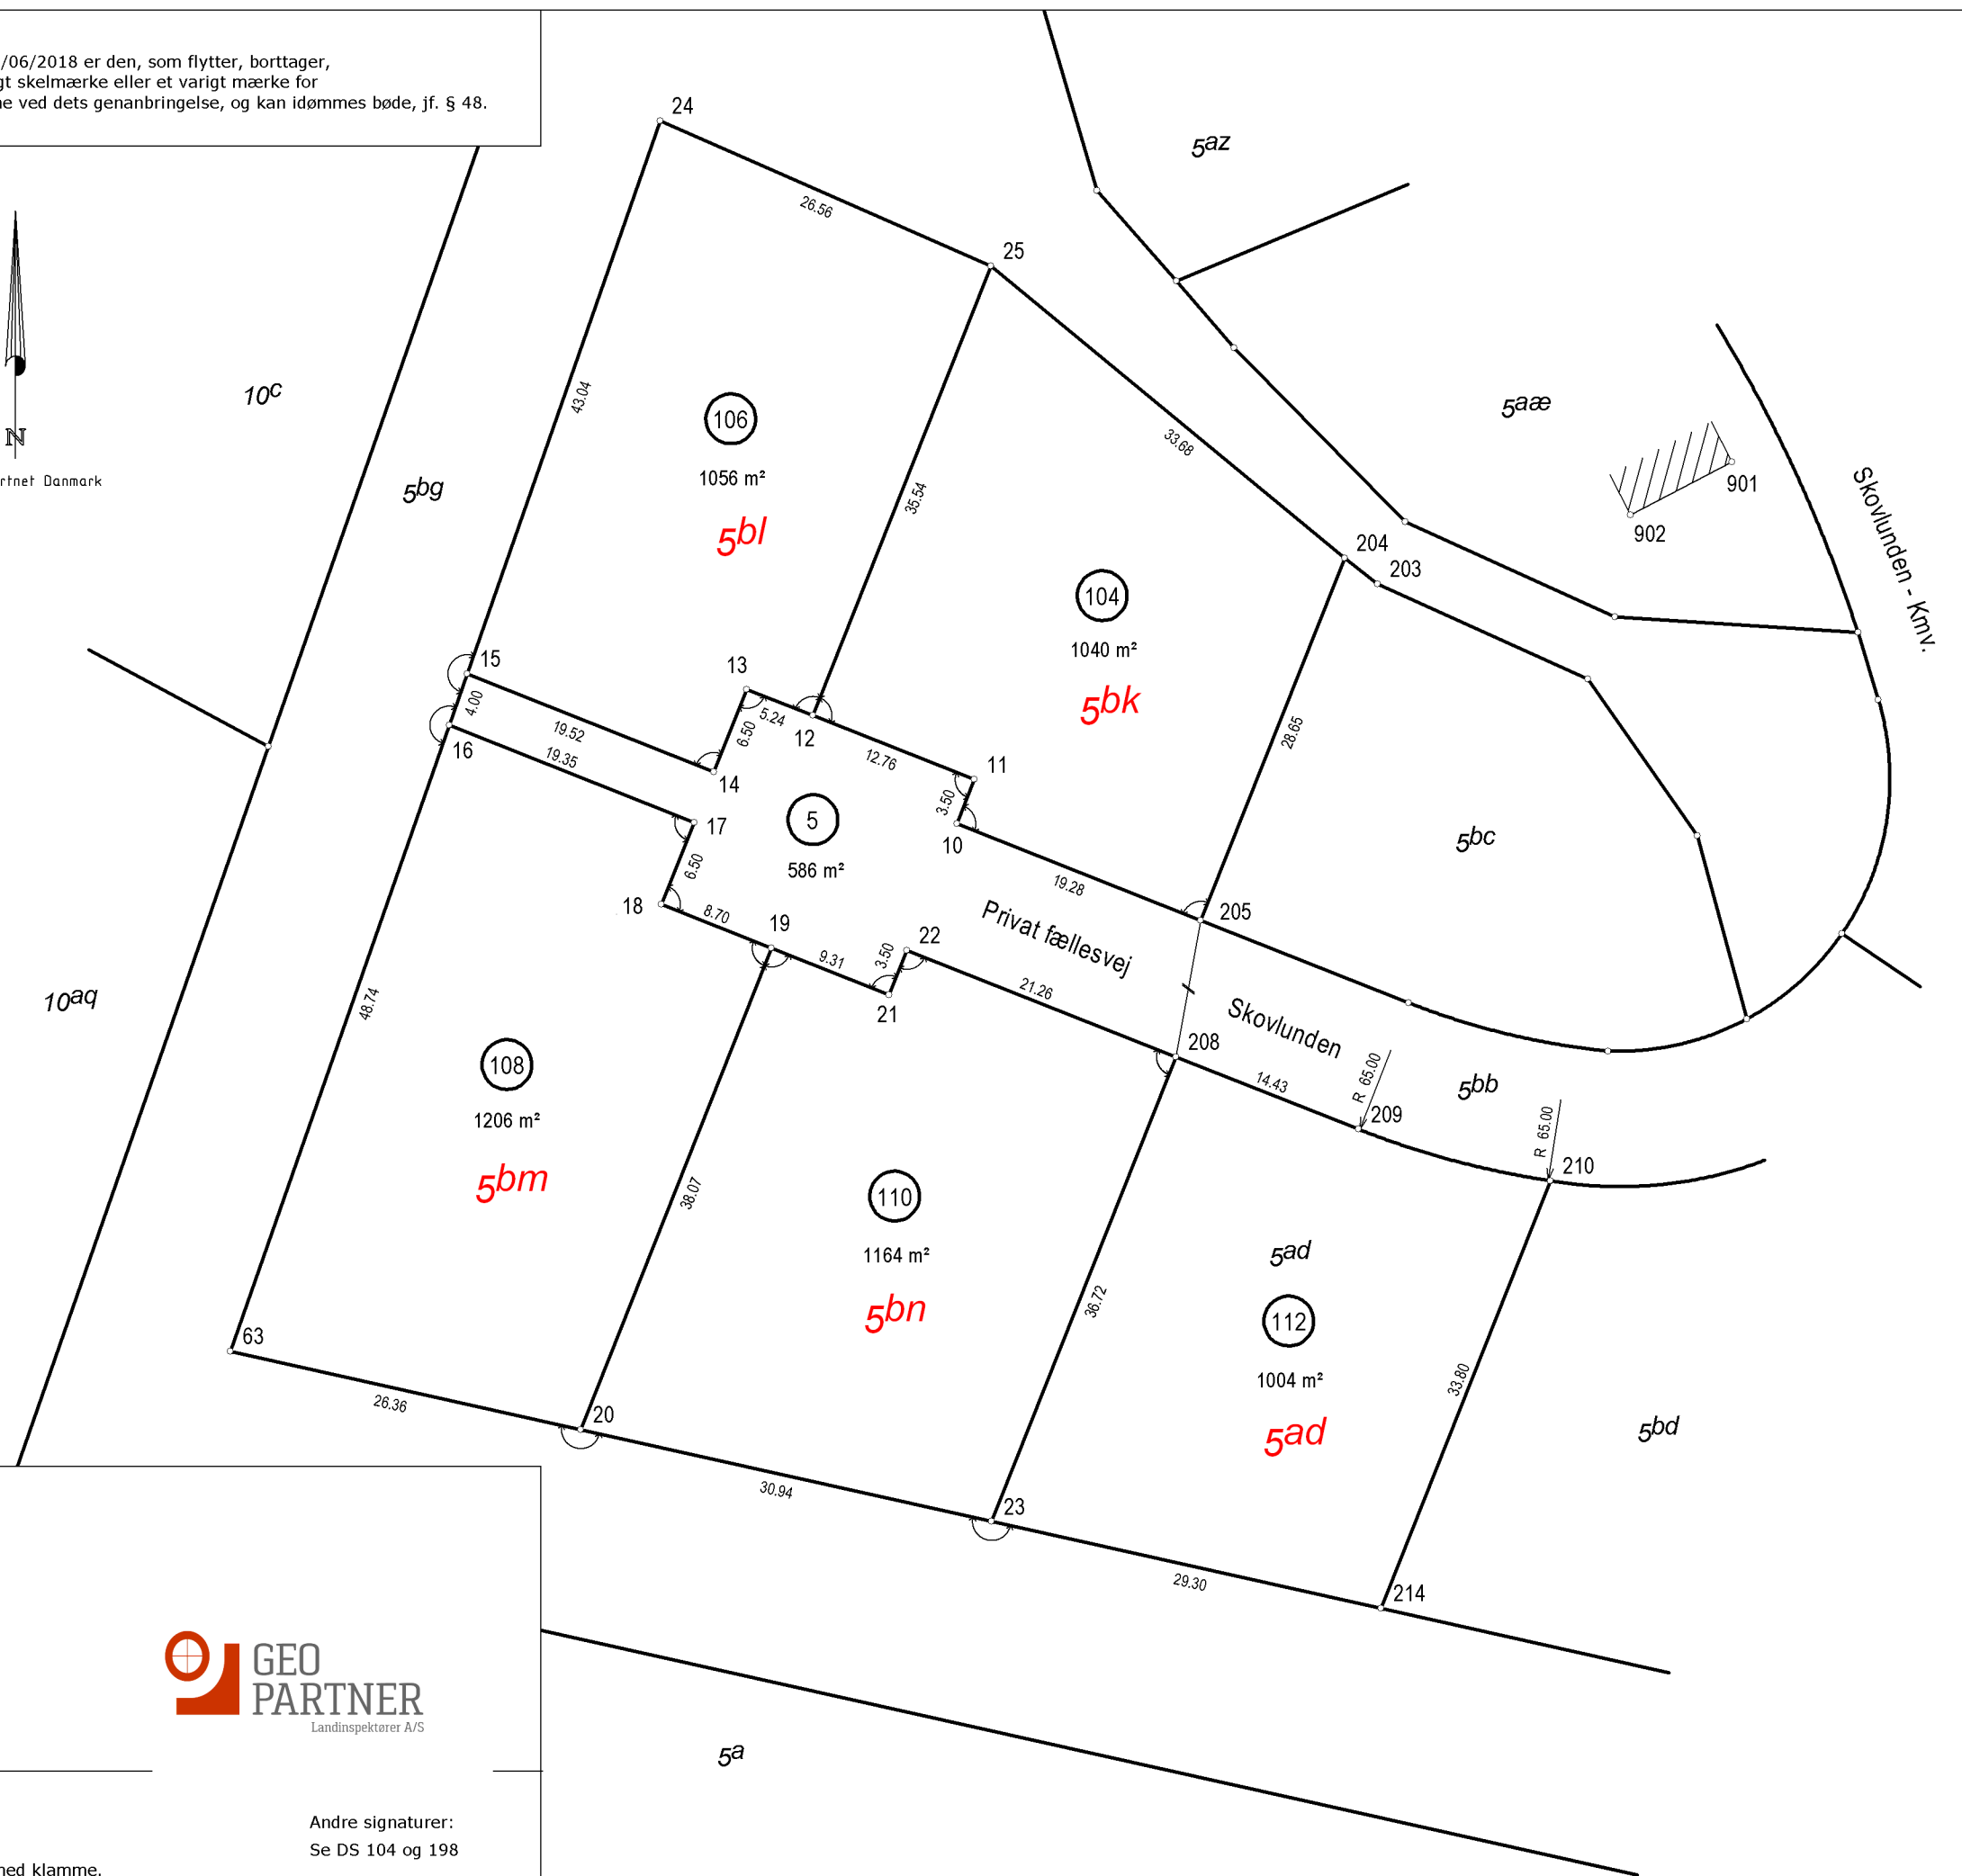 /06/2018 er den, som flytter, borttager,
gt skelmærke eller et varigt mærke for
ne ved dets genanbringelse, og kan idømmes bøde, jf. § 48.
24
5az
26.56
25
10c
N
rtnet Danmark
43.04
106
1056 m²
5bl
5bg
35.54
33.68
5aæ
901
902
Skovlunden - Kmv.
204
203
104
1040 m²
5bk
28.65
15
4.00
16
19.52
19.35
13
5.24
6.50
12
14
12.76
11
3.50
10
17
6.50
5
586 m²
18
8.70
19
9.31
3.50
22
21
19.28
Privat fællesvej
205
5bc
21.26
Skovlunden
208
14.43
R 65.00
209
5bb
R 65.00
210
10aq
48.74
108
1206 m²
5bm
38.07
110
1164 m²
5bn
36.72
5ad
112
1004 m²
5ad
33.80
5bd
63
26.36
20
30.94
23
29.30
214
GEO
PARTNER
Landinspektører A/S
5a
Andre signaturer:
Se DS 104 og 198
med klamme.